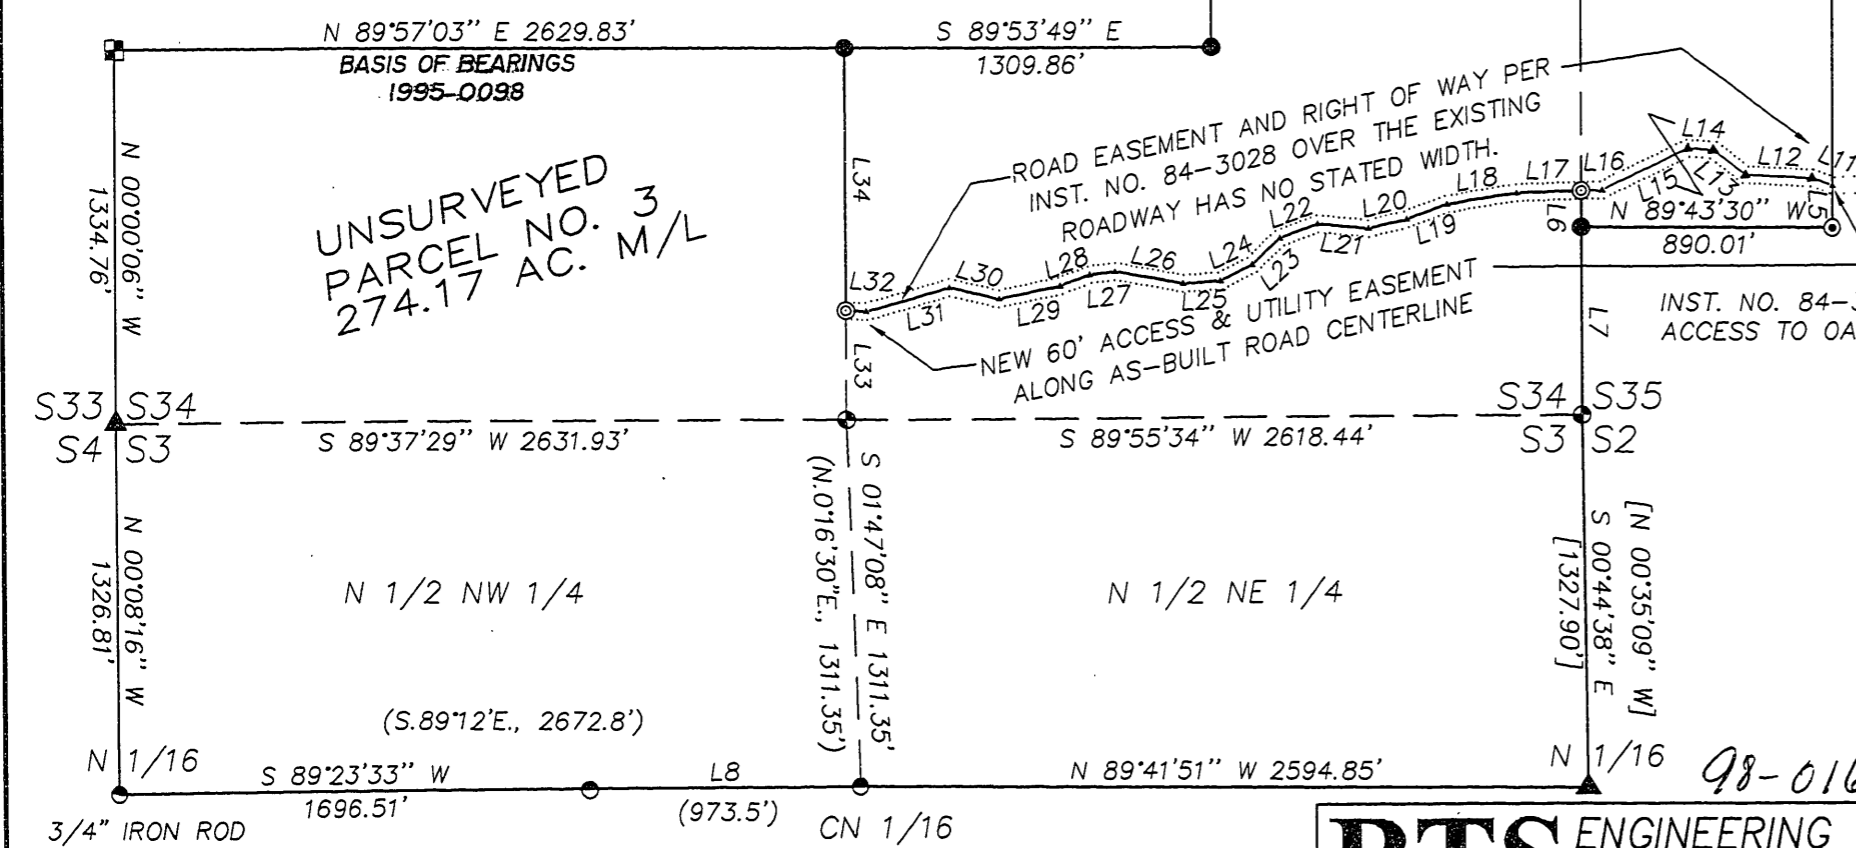 N 89°57'03" E 2629.83'
BASIS OF BEARINGS
1995-0098
S 89°53'49" E
1309.86'
N 00°00'06" W
1334.76'
UNSURVEYED
PARCEL NO. 3
274.17 AC. M/L
L34
ROAD EASEMENT AND RIGHT OF WAY PER
INST. NO. 84-3028 OVER THE EXISTING
ROADWAY HAS NO STATED WIDTH.
L32
L31
L30
L29
L28
L27
L26
L25
L24
L23
L22
L21
L20
L19
L18
L17
L16
L15
L14
L13
L12
L11
L5
L6
N 89°43'30" W
890.01'
L7
INST. NO. 84-
ACCESS TO OA
L33
NEW 60' ACCESS & UTILITY EASEMENT
ALONG AS-BUILT ROAD CENTERLINE
S33 S34
S4 S3
S 89°37'29" W 2631.93'
S 89°55'34" W 2618.44'
S34 S35
S3 S2
N 00°08'16" W
1326.81'
N 1/2 NW 1/4
S 01°47'08" E 1311.35'
(N.0°16'30"E., 1311.35')
N 1/2 NE 1/4
[N 00°35'09" W]
S 00°44'38" E
[1327.90']
(S.89°12'E., 2672.8')
N 1/16
S 89°23'33" W
1696.51'
L8
(973.5')
N 89°41'51" W 2594.85'
N 1/16
98-016
3/4" IRON ROD
CN 1/16
RTS ENGINEERING